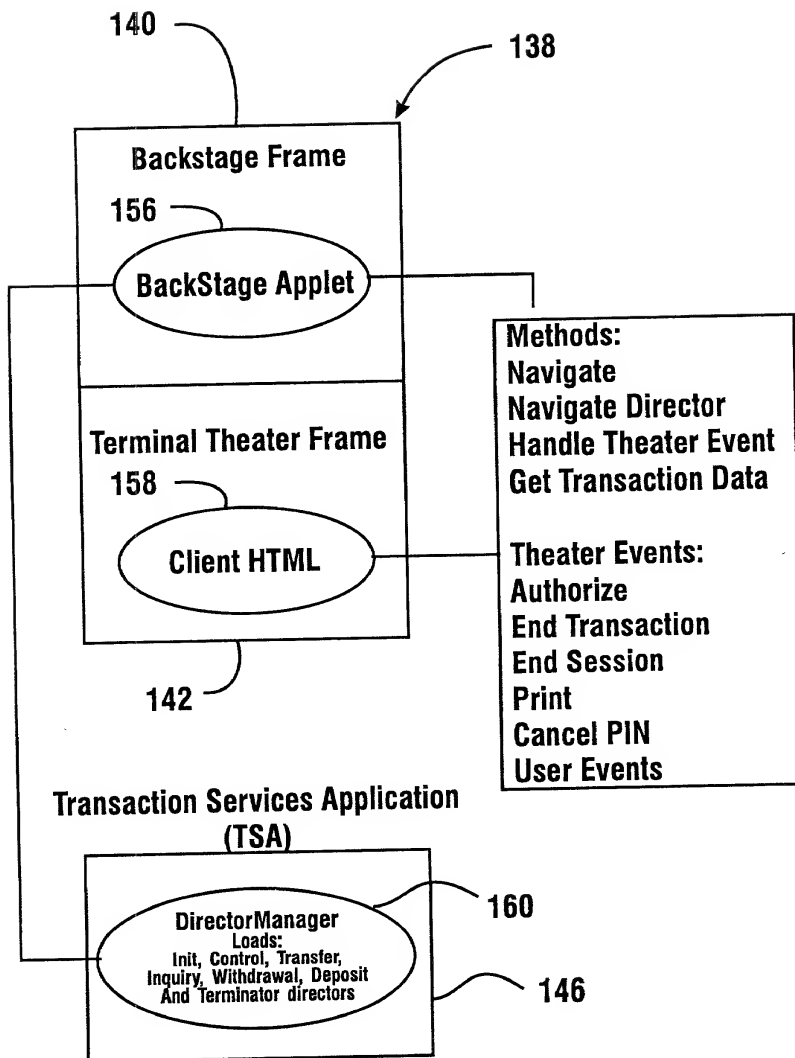 140
138
Backstage Frame
156
BackStage Applet
Methods:
Navigate
Navigate Director
Handle Theater Event
Get Transaction Data
Terminal Theater Frame
158
Client HTML
Theater Events:
Authorize
End Transaction
End Session
Print
Cancel PIN
User Events
142
Transaction Services Application
(TSA)
DirectorManager
Loads:
Init, Control, Transfer,
Inquiry, Withdrawal, Deposit
And Terminator directors
160
146